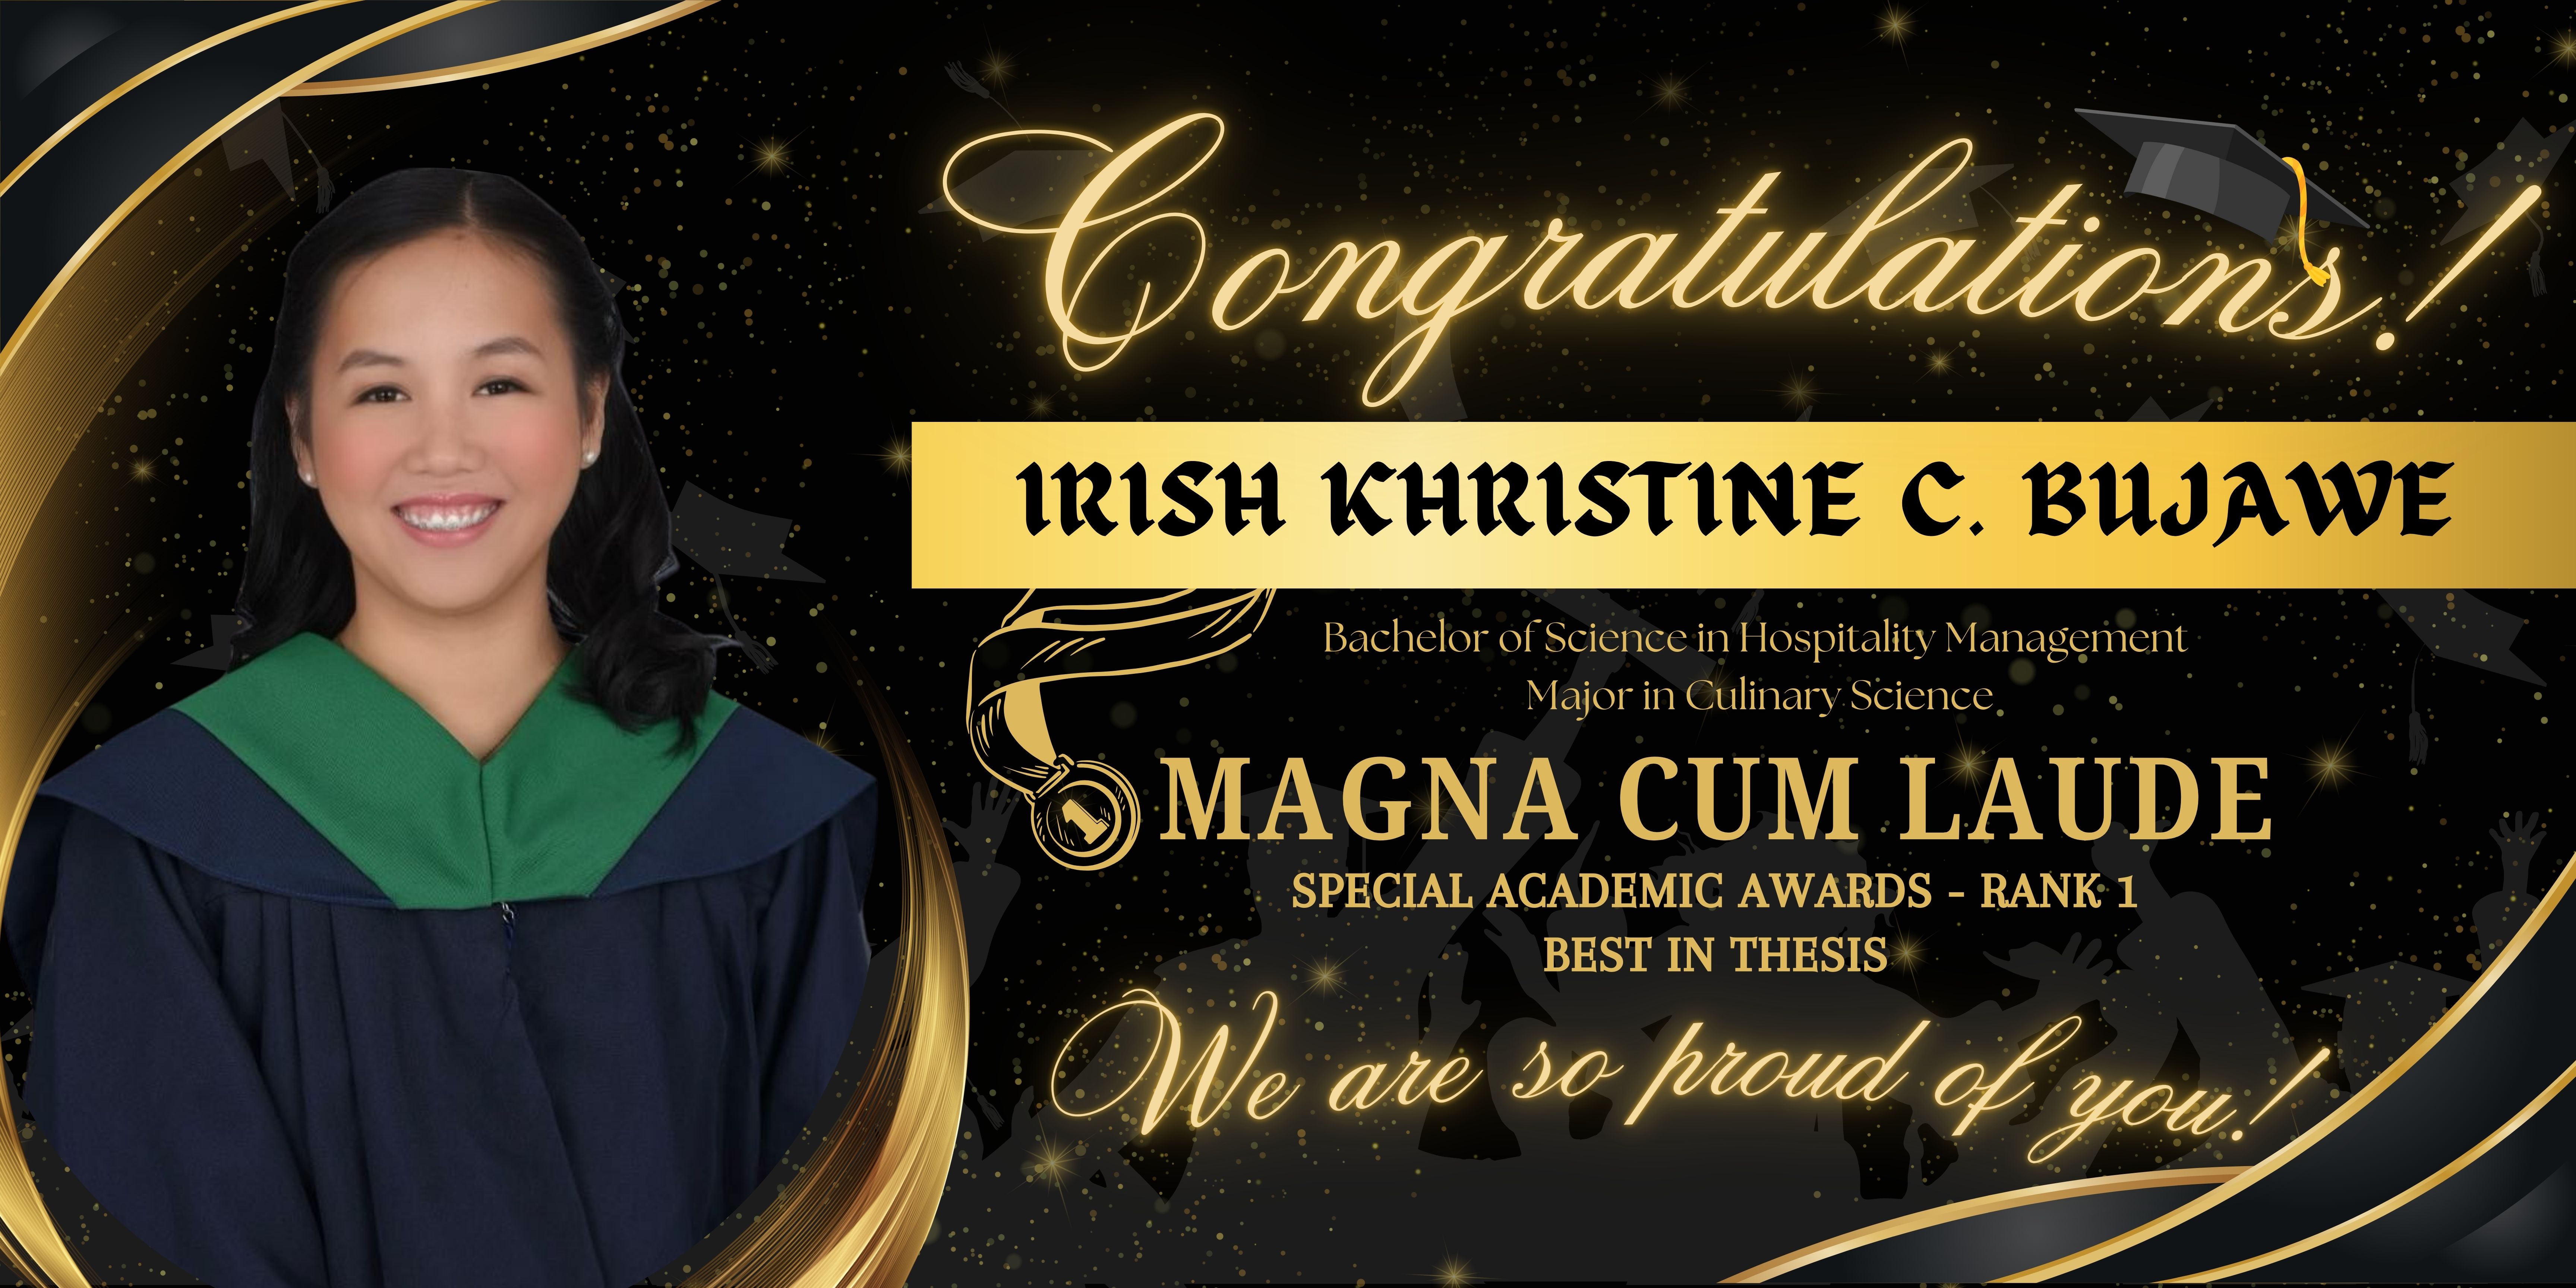 Congratulations!
IRISH KHRISTINE C. BUJAWE
Bachelor of Science in Hospitality Management
Major in Culinary Science
1
MAGNA CUM LAUDE
SPECIAL ACADEMIC AWARDS - RANK 1
BEST IN THESIS
We are so proud of you!